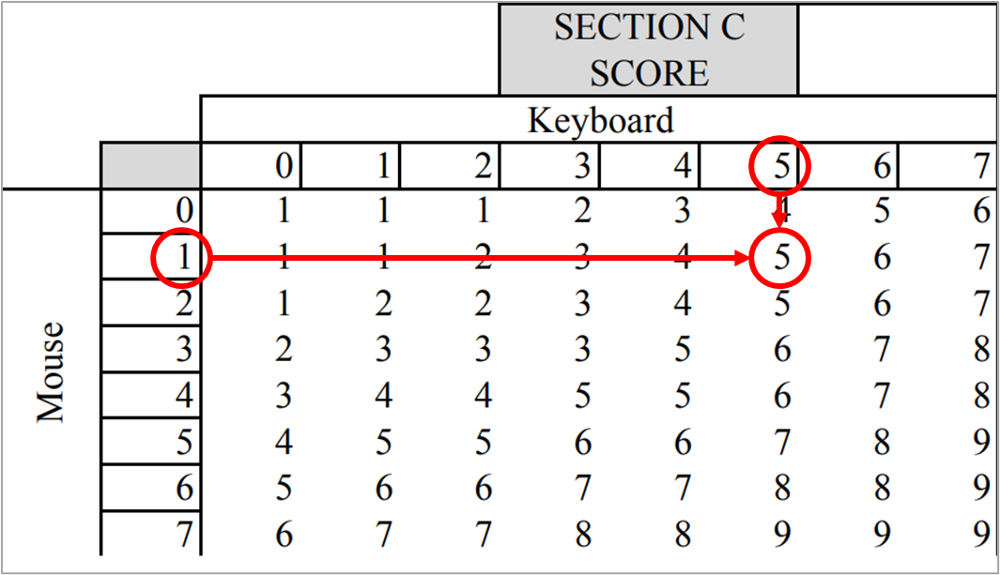 SECTION C
SCORE
Keyboard
0 1 2 3 4 5 6 7
0 1 1 1 2 3 4 5 6
1 1 1 2 3 4 5 6 7
2 1 2 2 3 4 5 6 7
3 2 3 3 3 5 6 7 8
4 3 4 4 5 5 6 7 8
5 4 5 5 6 6 7 8 9
6 5 6 6 7 7 8 8 9
7 6 7 7 8 8 9 9 9
Mouse